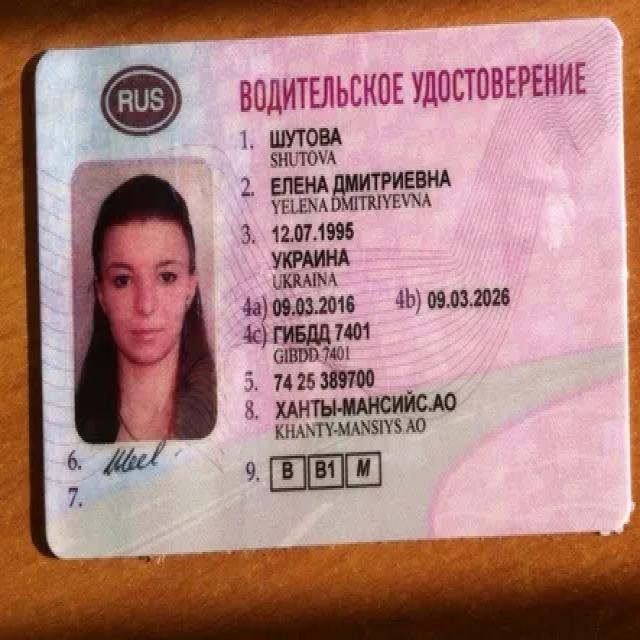 RUS
ВОДИТЕЛЬСКОЕ УДОСТОВЕРЕНИЕ
1. ШУТОВА
SHUTOVA
2. ЕЛЕНА ДМИТРИЕВНА
YELENA DMITRIYEVNA
3. 12.07.1995
УКРАИНА
UKRAINA
4a) 09.03.2016 4b) 09.03.2026
4c) ГИБДД 7401
GIBDD 7401
5. 74 25 389700
8. ХАНТЫ-МАНСИЙС.АО
KHANTY-MANSIYS.AO
6.
9. B B1 M
7.